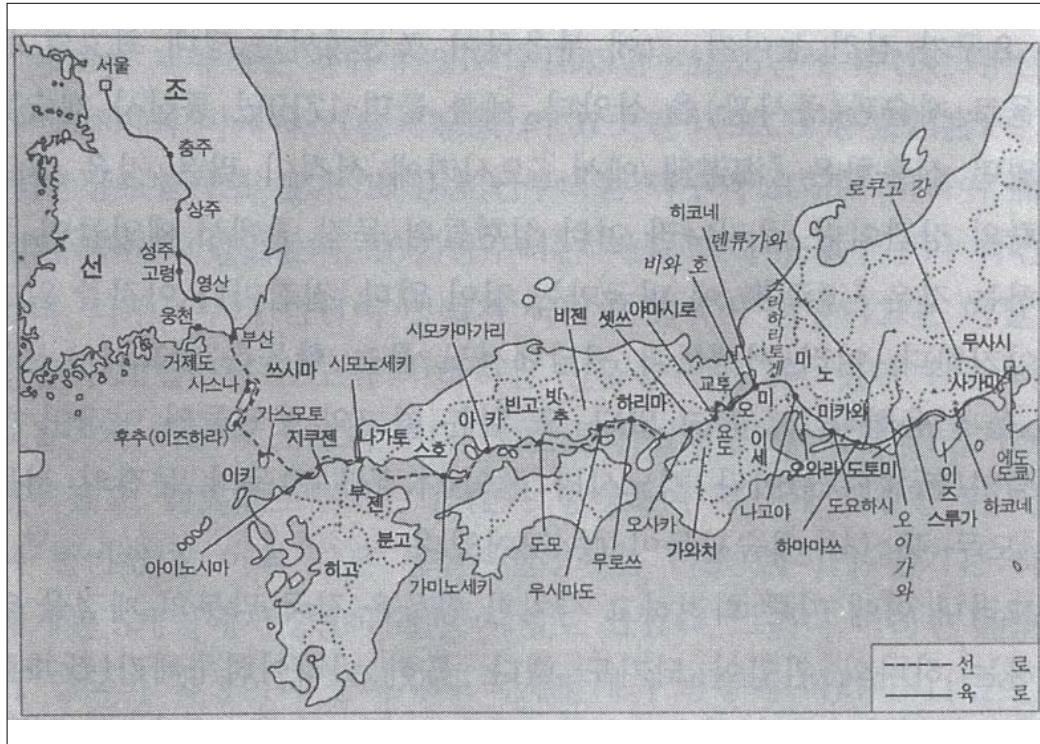 서울
조
충주
상주
성주
고령
선
영산
웅천
부산
거제도
쓰시마
사스나
가스모토
후추(이즈하라)
이키
지쿠젠
아이노시마
시모노세키
나가토
부젠
분고
히고
스호
가미노세키
시모카마가리
아카
빈고
빗추
비젠
도모
우시마도
하리마
무로쓰
셋쓰
야마시로
오사카
가와치
교토
히코네
비와 호
덴류가와
스리하리토겐
오미
미노
이세
나고야
오와리
미카와
도요하시
도토미
하마마쓰
오이가와
스루가
이즈
하코네
로쿠고 강
무사시
사가미
에도
(도쿄)
선 로
육 로